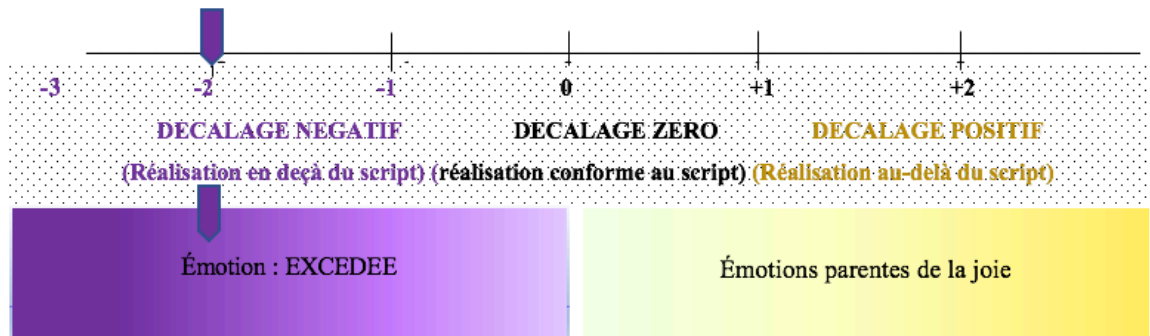 -3 -2 -1 0 +1 +2
DECALAGE NEGATIF DECALAGE ZERO DECALAGE POSITIF
(Réalisation en deçà du script) (réalisation conforme au script) (Réalisation au-delà du script)
Émotion : EXCEDEE
Émotions parentes de la joie